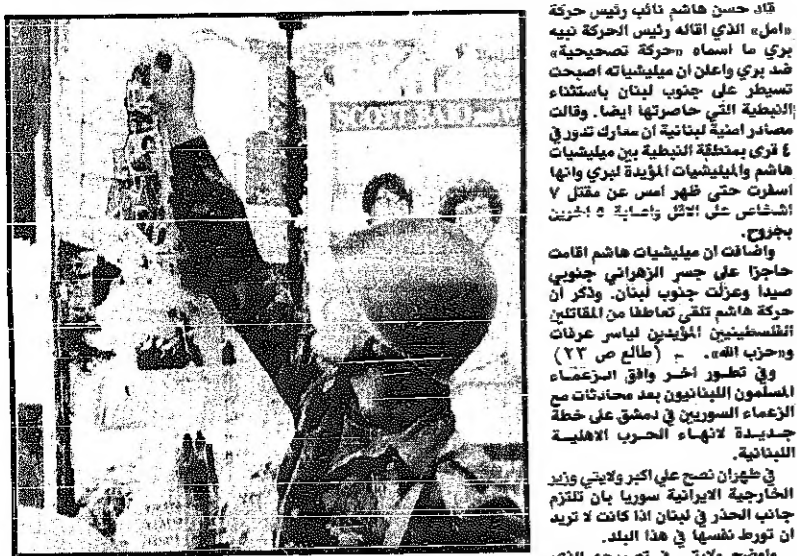 قاد حسن هاشم نائب رئيس حركة
«امل» الذي اقاله رئيس الحركة نبيه
بري ما اسماه «حركة تصحيحية»
ضد بري واعلن ان ميليشياته اصبحت
تسيطر على جنوب لبنان باستثناء
النبطية التي حاصرتها ايضا. وقالت
مصادر امنية لبنانية ان معارك تدور في
٤ قرى بمنطقة النبطية بين ميليشيات
هاشم والميليشيات المؤيدة لبري وانها
اسفرت حتى ظهر امس عن مقتل ٧
اشخاص على الاقل واصابة ٥ اخرين
بجروح.
واضافت ان ميليشيات هاشم اقامت
حاجزا على جسر الزهراني جنوبي
صيدا وعزلت جنوب لبنان. وذكر ان
حركة هاشم تلقى تعاطفا من المقاتلين
الفلسطينيين المؤيدين لياسر عرفات
و«حزب الله». (طالع ص ٢٣)
وفي تطور اخر وافق الزعماء
المسلمون اللبنانيون بعد محادثات مع
الزعماء السوريين في دمشق على خطة
جديدة لانهاء الحرب الاهلية
اللبنانية.
في طهران نصح علي اكبر ولايتي وزير
الخارجية الايرانية سوريا بان تلتزم
جانب الحذر في لبنان اذا كانت لا تريد
ان تورط نفسها في هذا البلد.
SCOTT BAIO